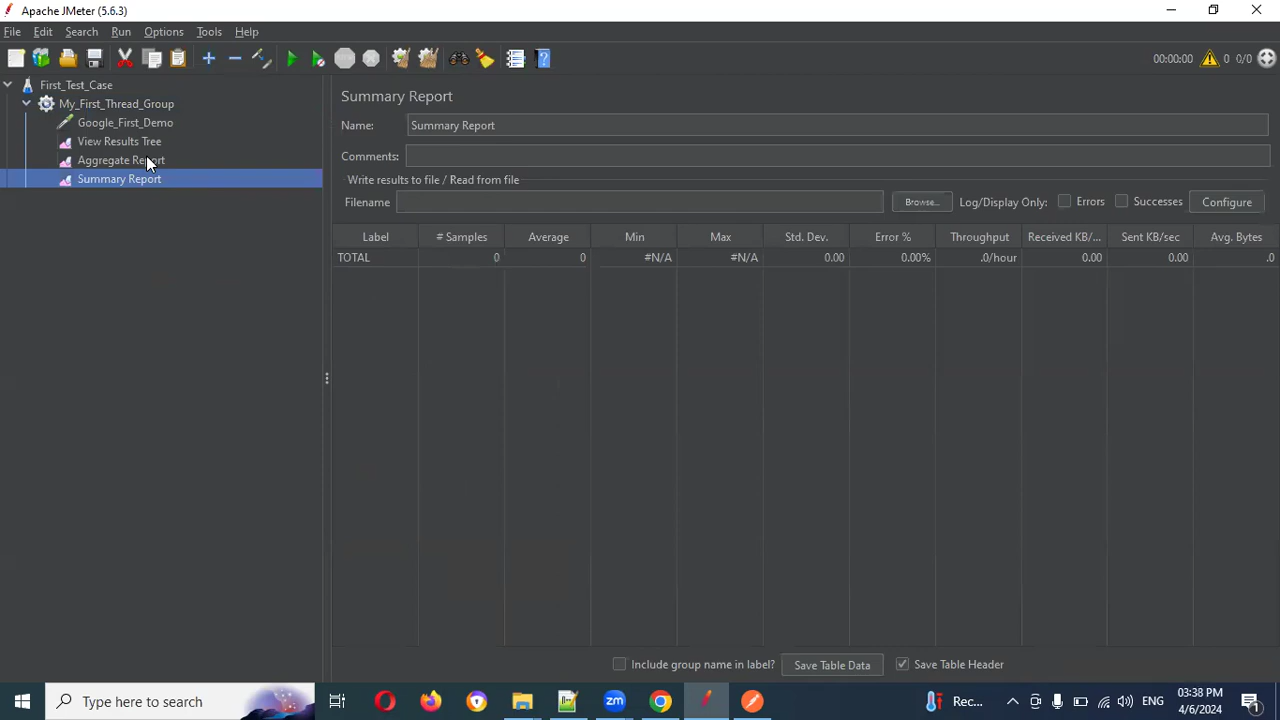 Apache JMeter (5.6.3)
File Edit Search Run Options Tools Help
00:00:00 0 0/0
First_Test_Case
My_First_Thread_Group
Google_First_Demo
View Results Tree
Aggregate Report
Summary Report
Summary Report
Name: Summary Report
Comments:
Write results to file / Read from file
Filename Browse... Log/Display Only: Errors Successes Configure
Label # Samples Average Min Max Std. Dev. Error % Throughput Received KB/... Sent KB/sec Avg. Bytes
TOTAL 0 0 #N/A #N/A 0.00 0.00% .0/hour 0.00 0.00 .0
Include group name in label? Save Table Data Save Table Header
Type here to search
zm
Rec...
ENG
03:38 PM
4/6/2024
1